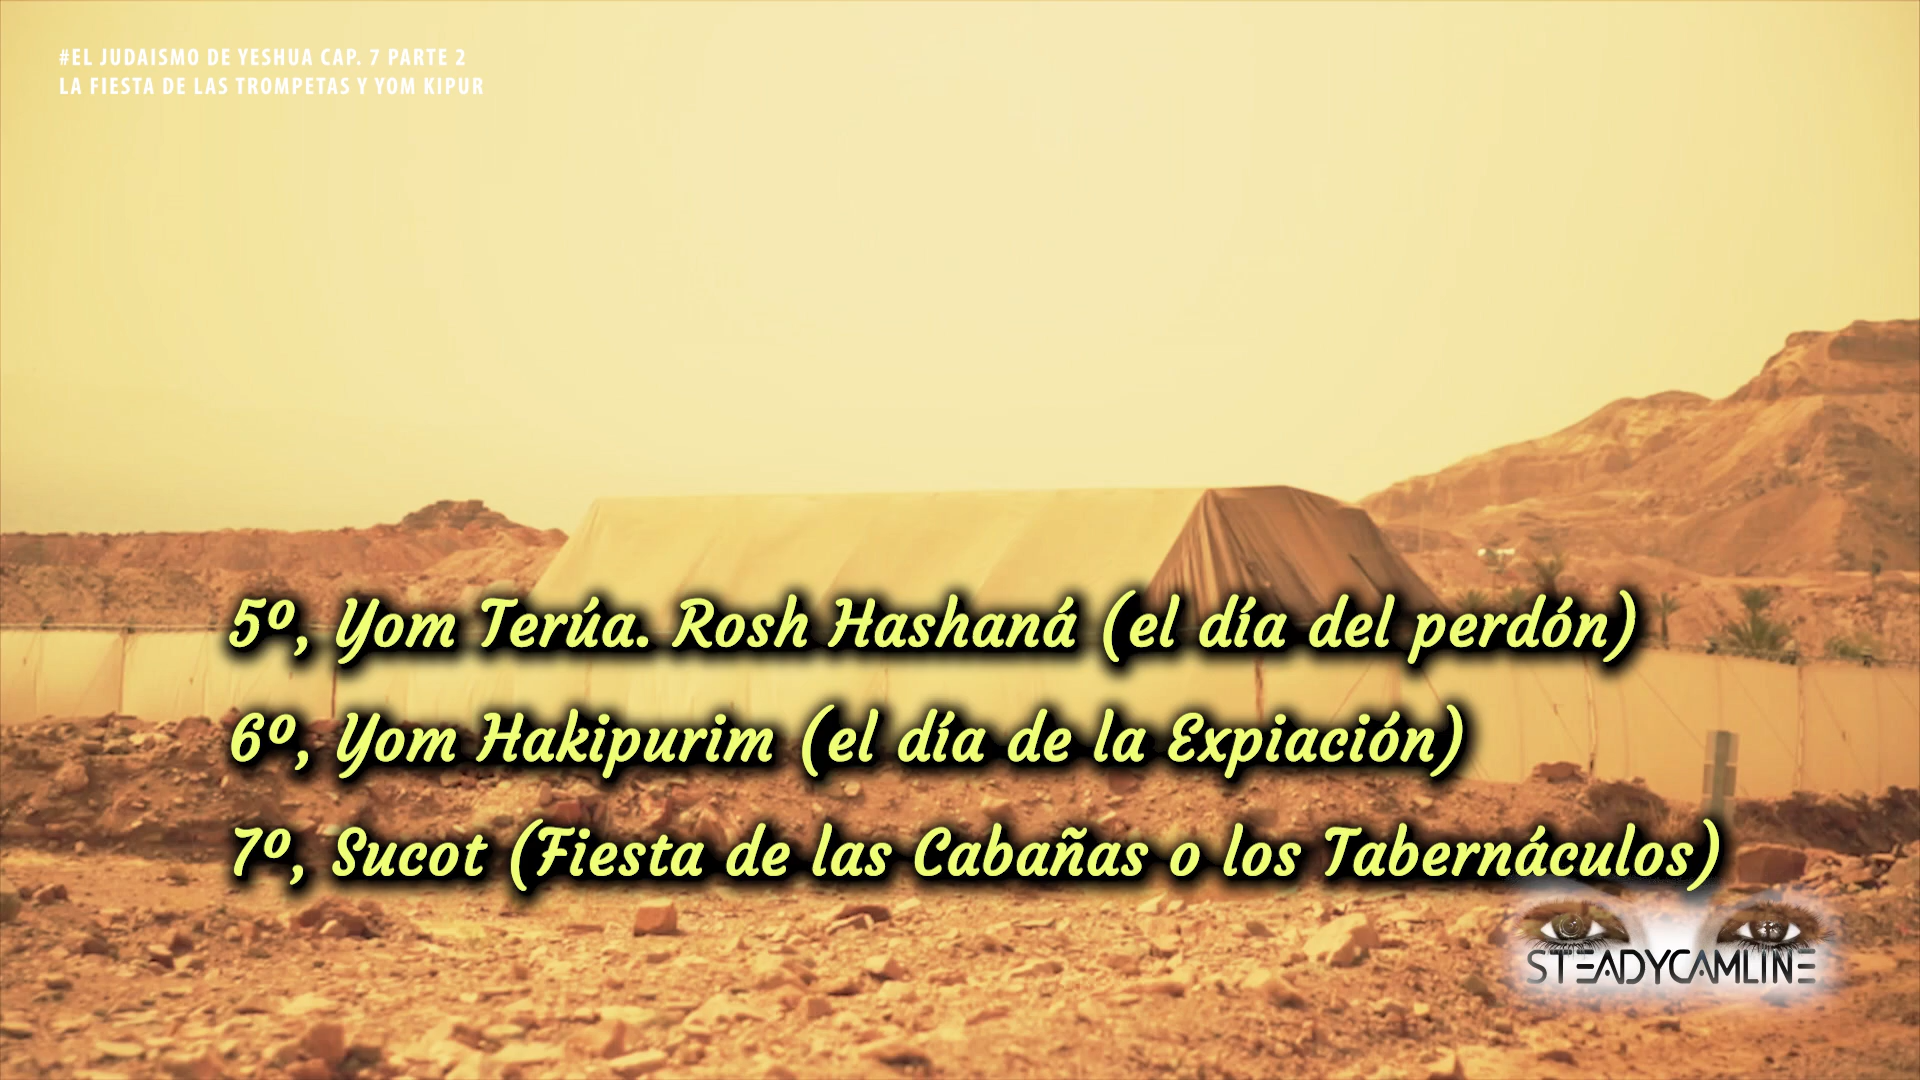 #EL JUDAISMO DE YESHUA CAP. 7 PARTE 2
LA FIESTA DE LAS TROMPETAS Y YOM KIPUR
5º, Yom Terúa. Rosh Hashaná (el día del perdón)
6º, Yom Hakipurim (el día de la Expiación)
7º, Sucot (Fiesta de las Cabañas o los Tabernáculos)
STEADYCAMLINE